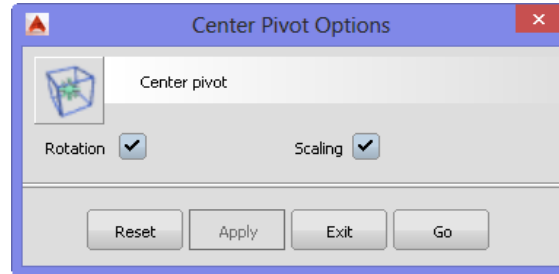 Center Pivot Options
Center pivot
Rotation Scaling
Reset Apply Exit Go